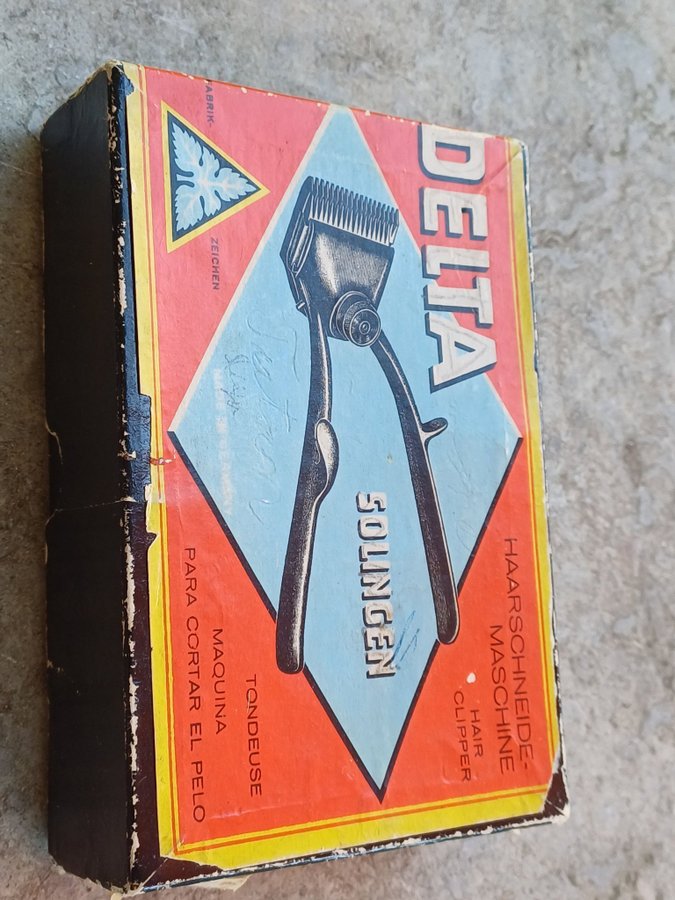 DELTA
FABRIK-
ZEICHEN
SOLINGEN
HAARSCHNEIDE-
MASCHINE
HAIR
CLIPPER
TONDEUSE
MAQUINA
PARA CORTAR EL PELO